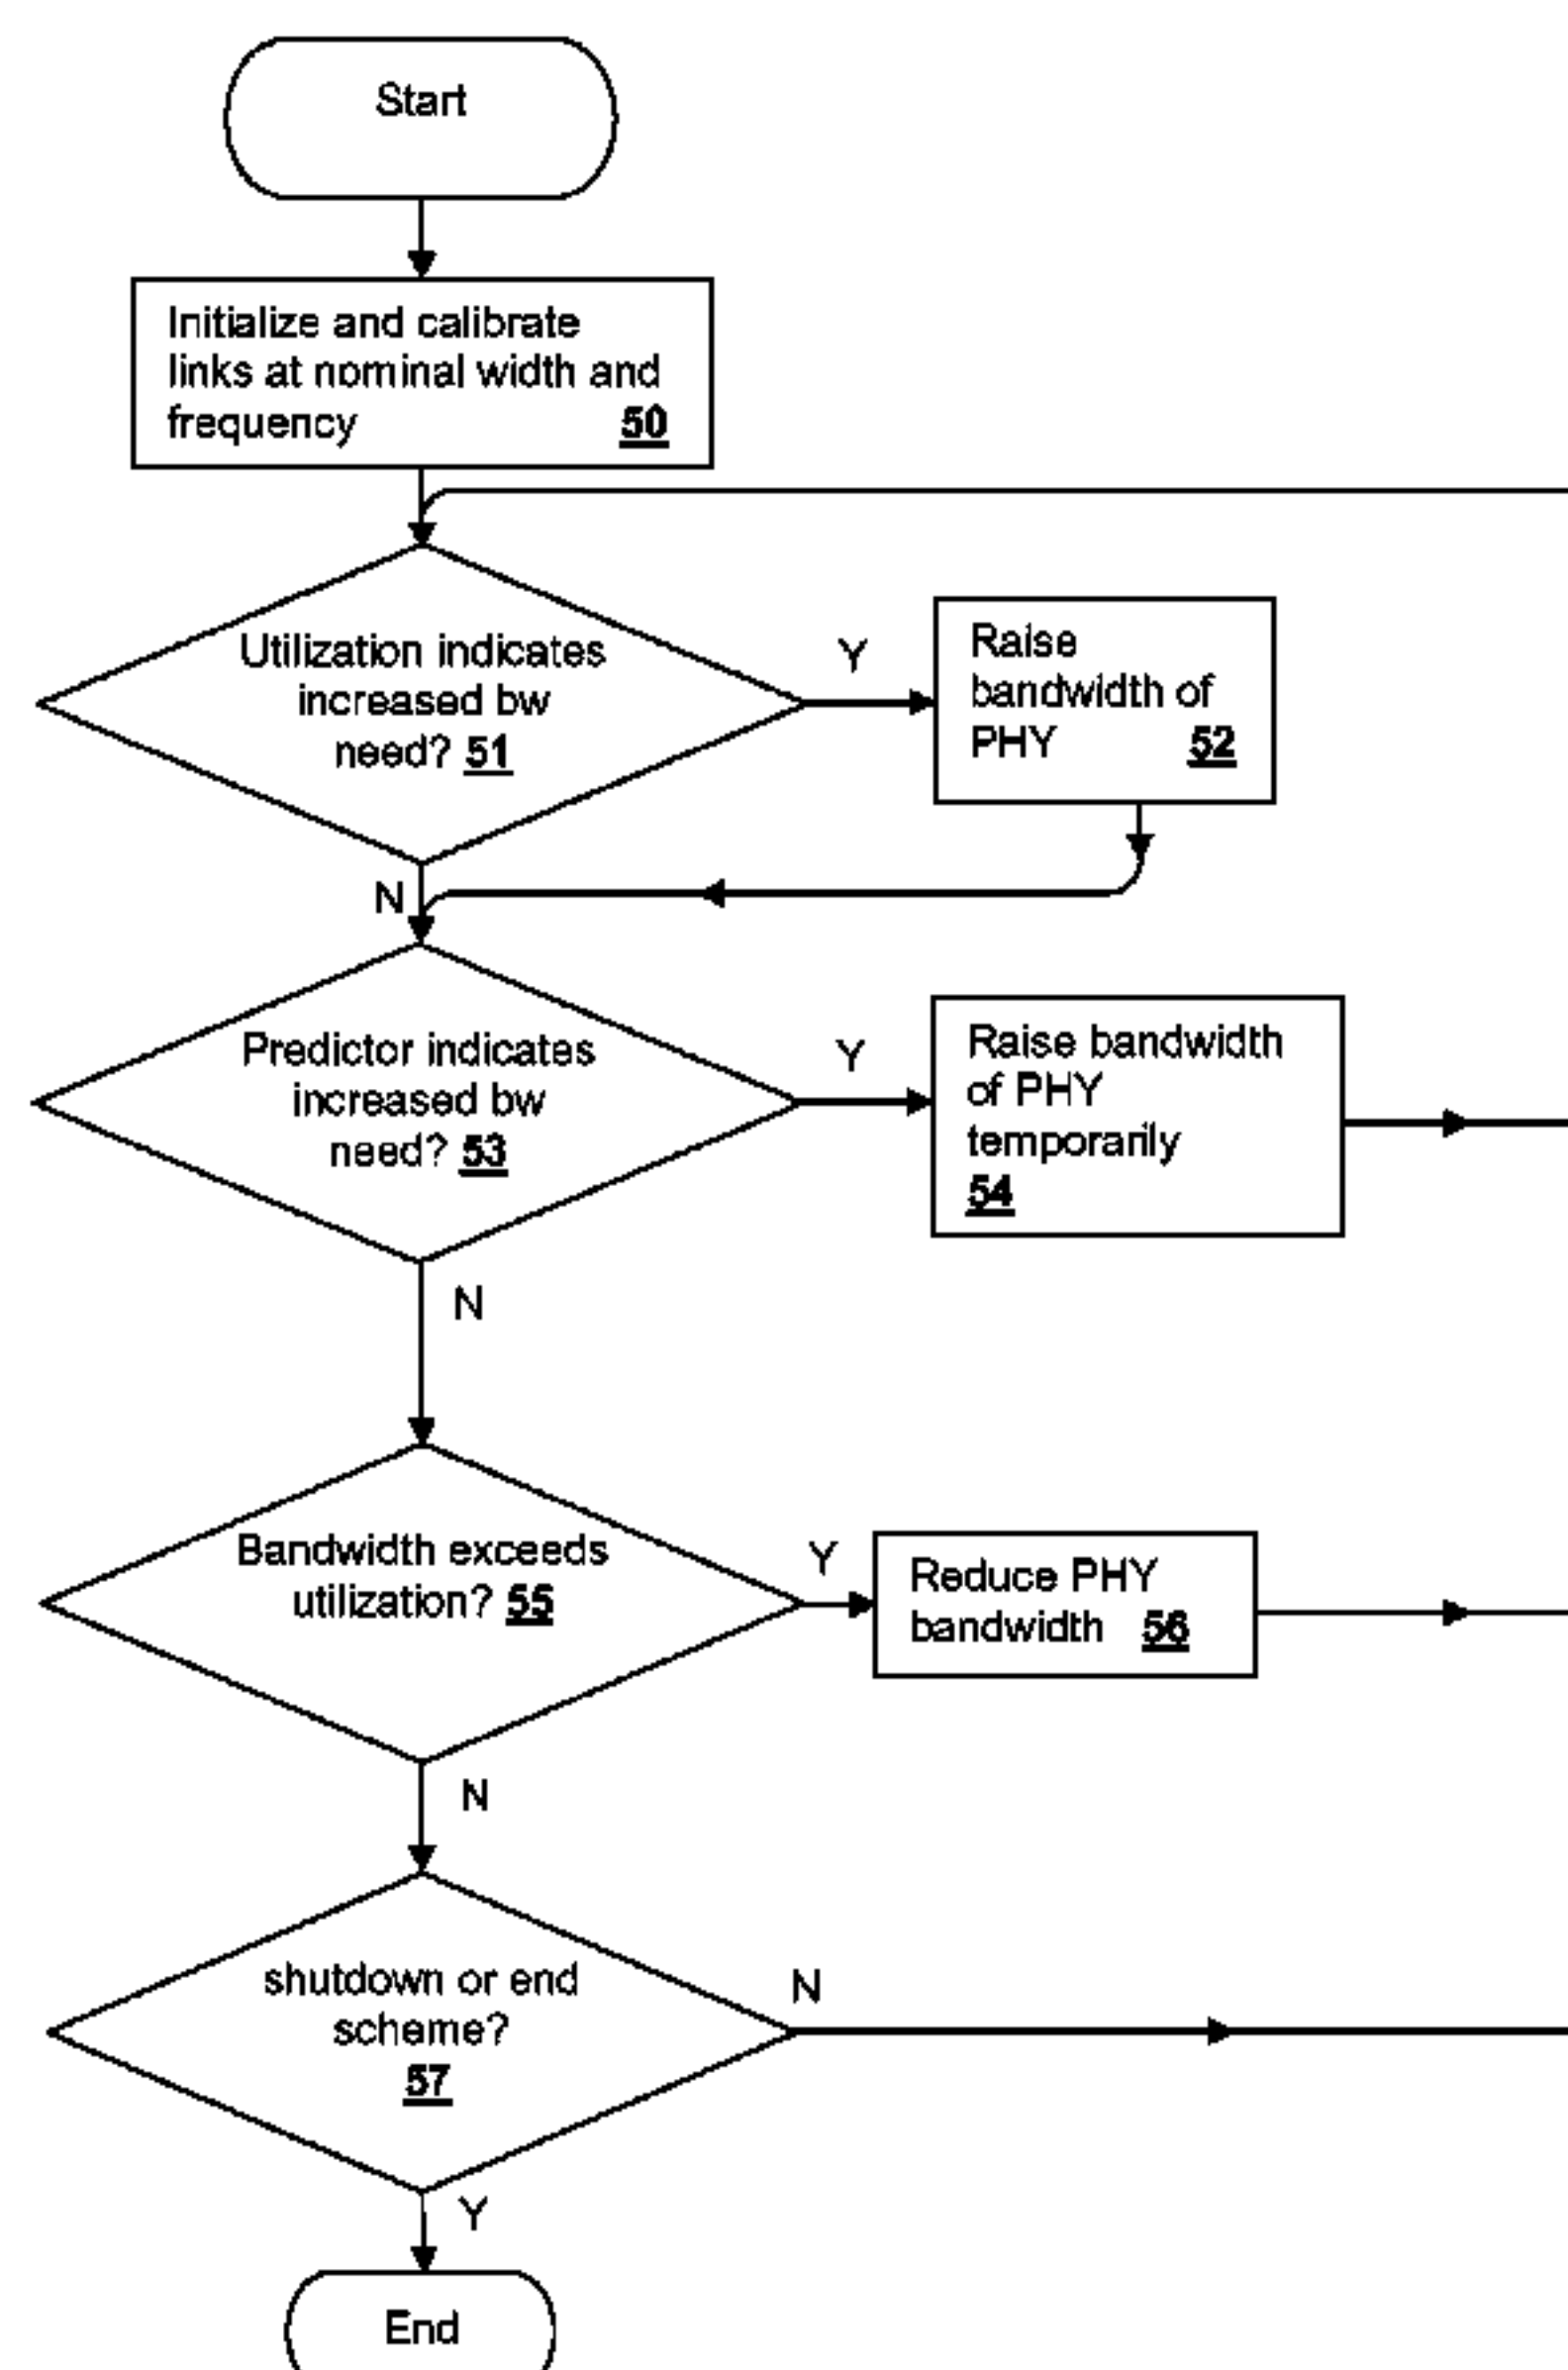 Start
Initialize and calibrate
links at nominal width and
frequency 50
Utilization indicates
increased bw
need? 51
Y
Raise
bandwidth of
PHY 52
N
Predictor indicates
increased bw
need? 53
Y
Raise bandwidth
of PHY
temporarily
54
N
Bandwidth exceeds
utilization? 55
Y
Reduce PHY
bandwidth 56
N
shutdown or end
scheme?
57
N
Y
End